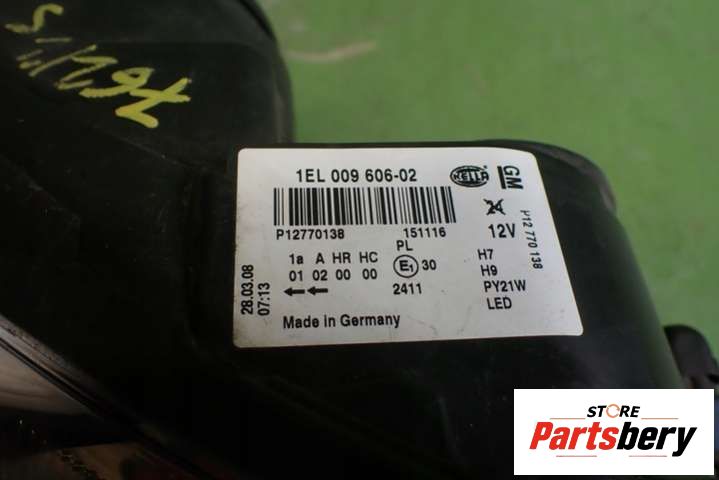 1EL 009 606-02
HELLA
GM
P12770138 151116
12V
P12 770 138
PL
1a A HR HC
01 02 00 00
E1 30
2411
H7
H9
PY21W
LED
28.03.08
07:13
Made in Germany
STORE
Partsbery